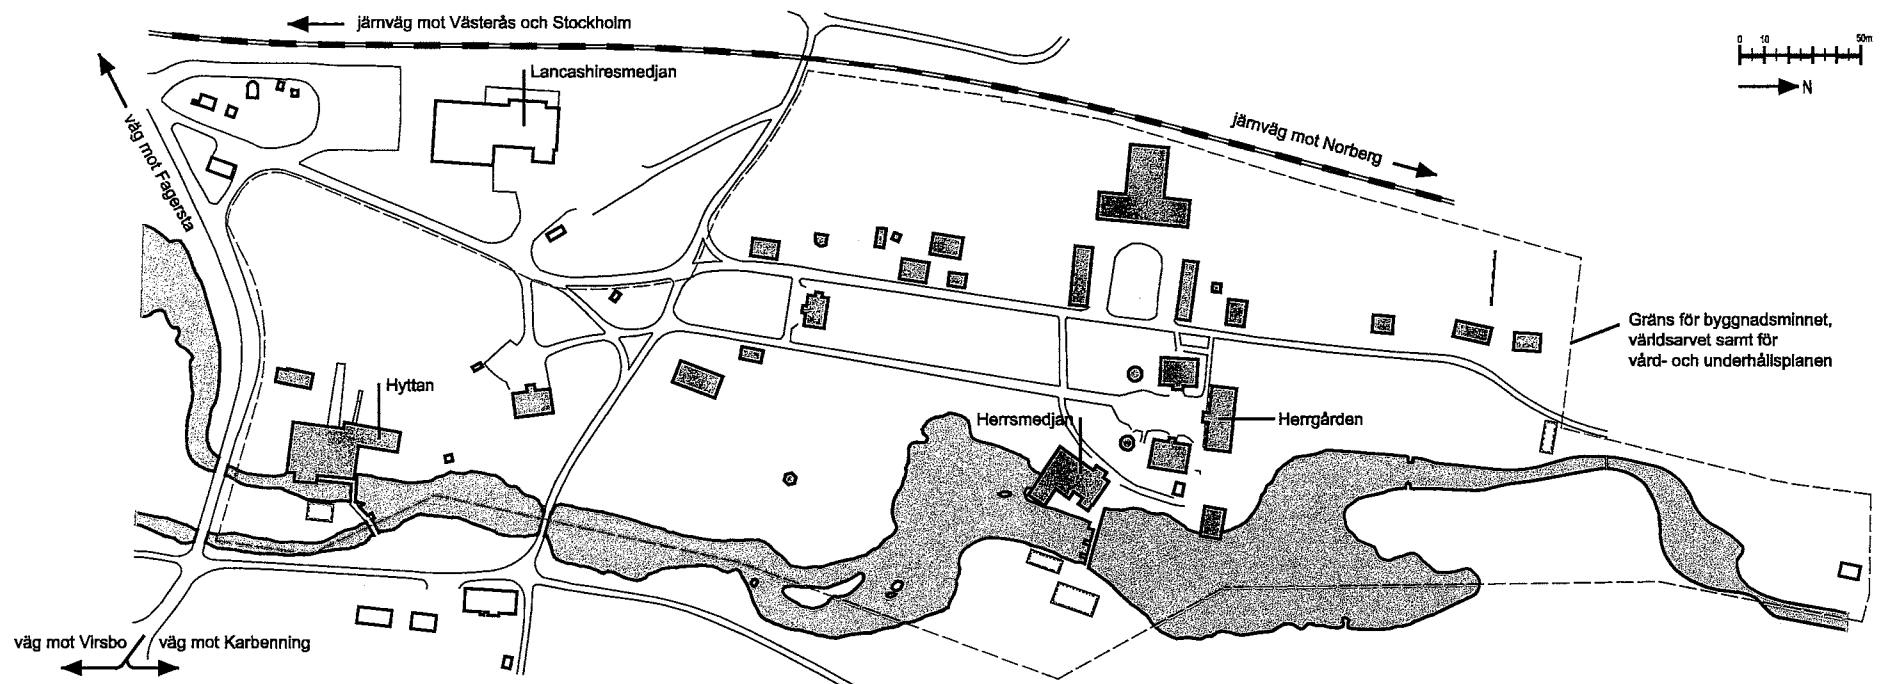 järnväg mot Västerås och Stockholm
Lancashiresmedjan
0 10 50m
N
väg mot Fagersta
järnväg mot Norberg
Gräns för byggnadsminnet,
världsarvet samt för
vård- och underhållsplanen
Hyttan
Herrsmedjan
Herrgården
väg mot Virsbo
väg mot Karbenning